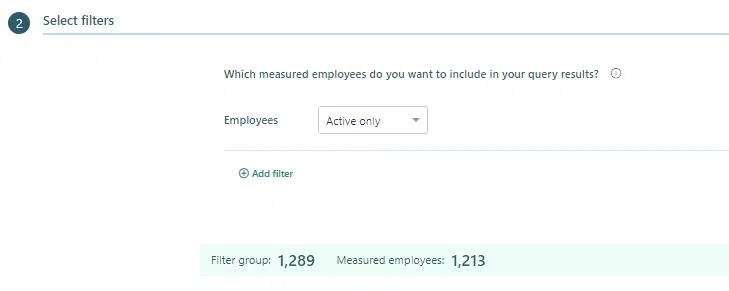 2 Select filters
Which measured employees do you want to include in your query results?
Employees Active only
Add filter
Filter group: 1,289 Measured employees: 1,213